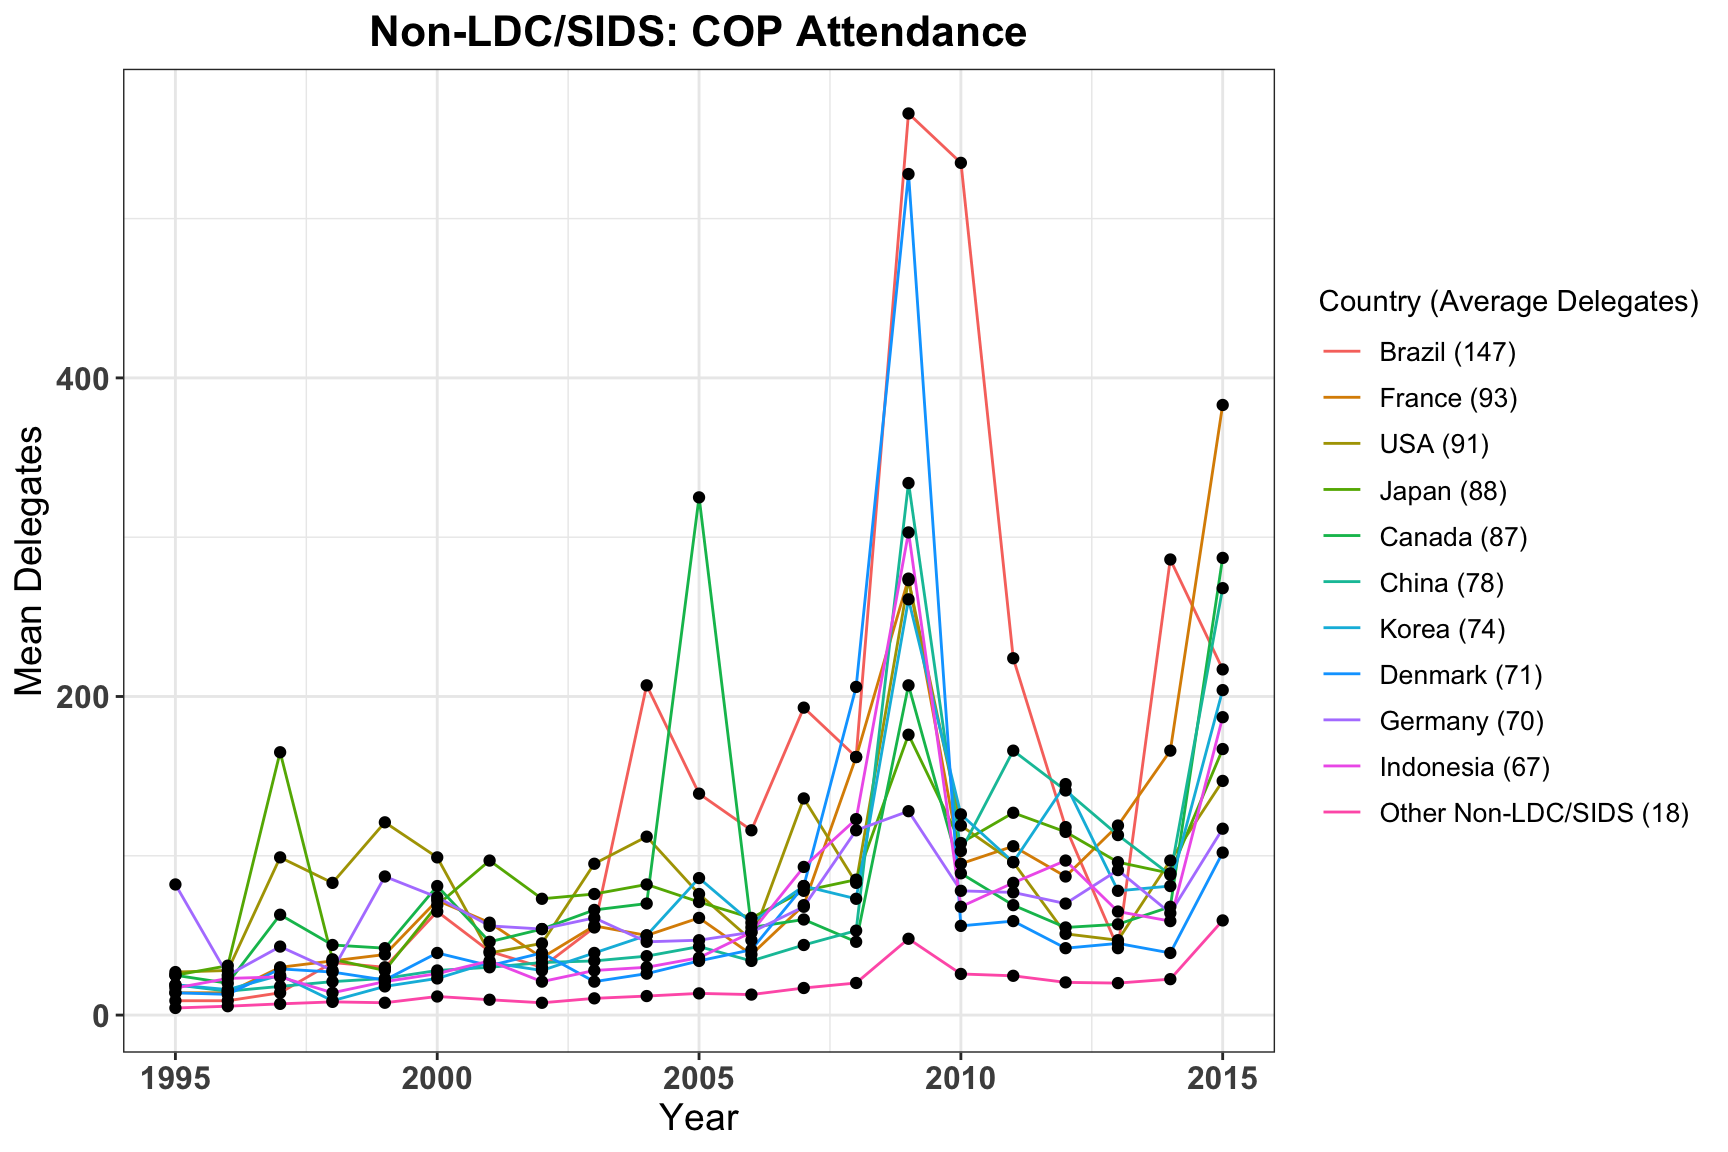 Non-LDC/SIDS: COP Attendance
Mean Delegates
400
200
0
1995 2000 2005 2010 2015
Year
Country (Average Delegates)
Brazil (147)
France (93)
USA (91)
Japan (88)
Canada (87)
China (78)
Korea (74)
Denmark (71)
Germany (70)
Indonesia (67)
Other Non-LDC/SIDS (18)